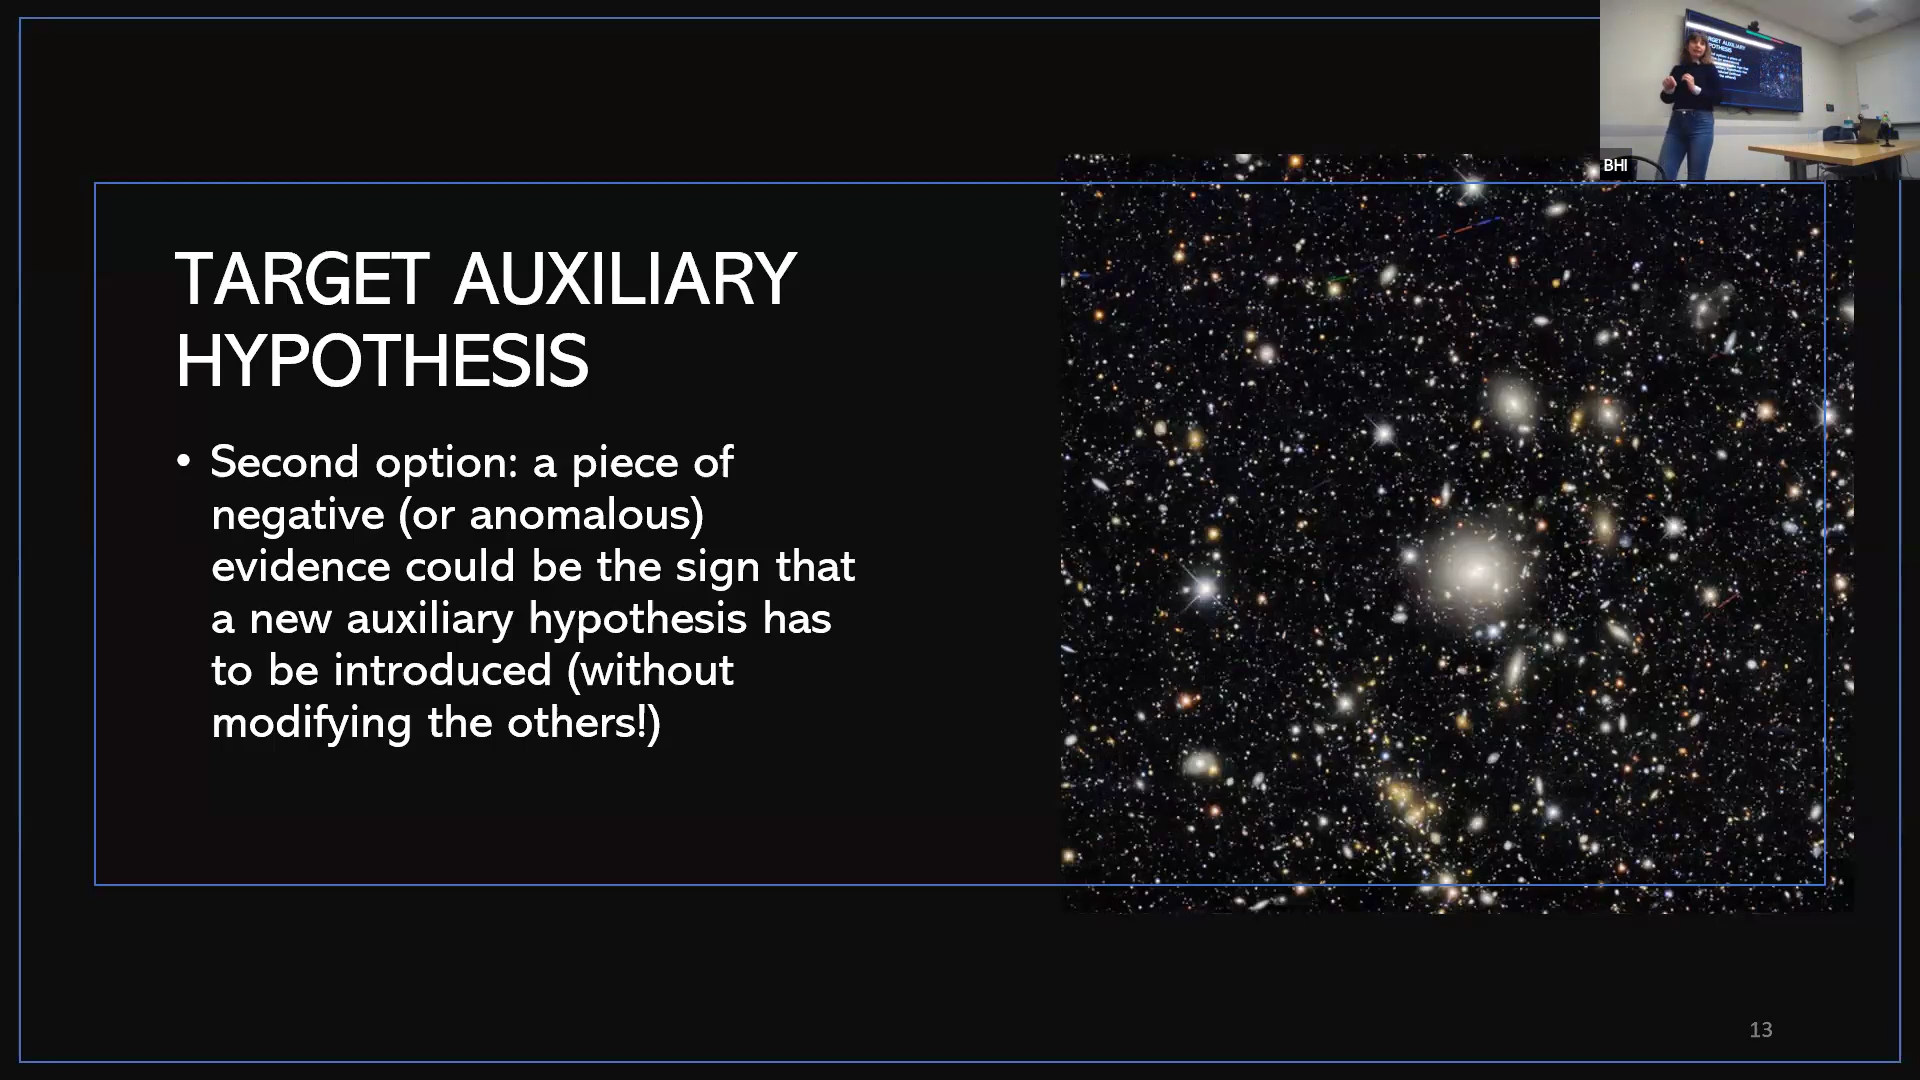 TARGET AUXILIARY
HYPOTHESIS
• Second option: a piece of
negative (or anomalous)
evidence could be the sign that
a new auxiliary hypothesis has
to be introduced (without
modifying the others!)
BHI
13